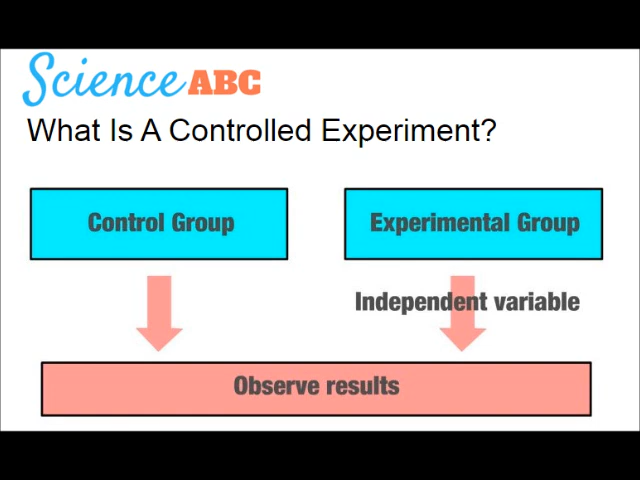 Science ABC
What Is A Controlled Experiment?
Control Group
Experimental Group
Independent variable
Observe results